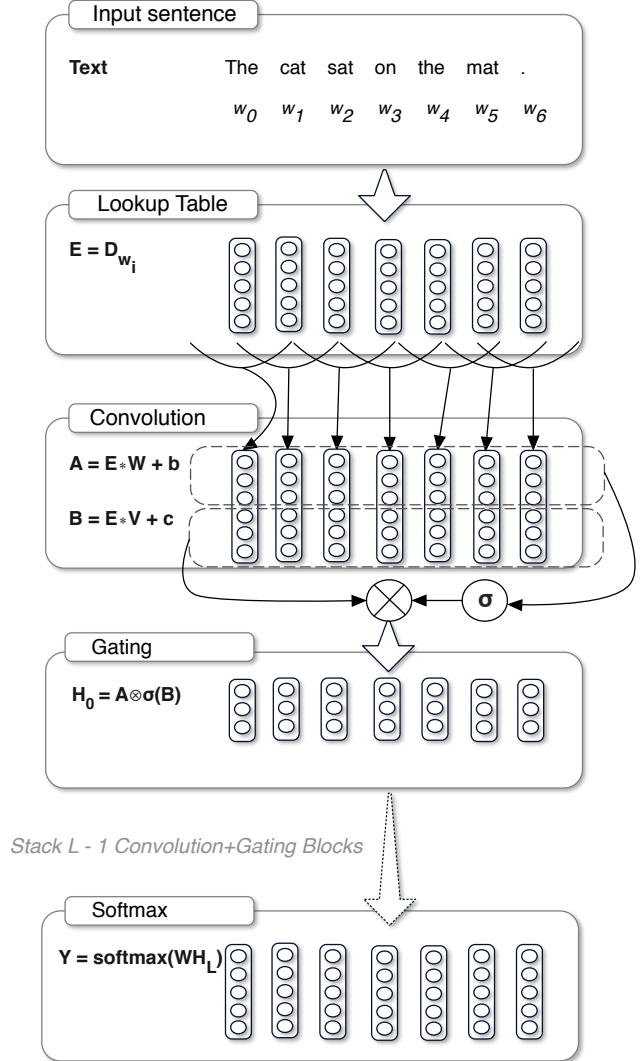 Input sentence
Text The cat sat on the mat .
w0 w1 w2 w3 w4 w5 w6
Lookup Table
E = Dwi
Convolution
A = E*W + b
B = E*V + c
σ
Gating
H0 = A⊗σ(B)
Stack L - 1 Convolution+Gating Blocks
Softmax
Y = softmax(WHL)